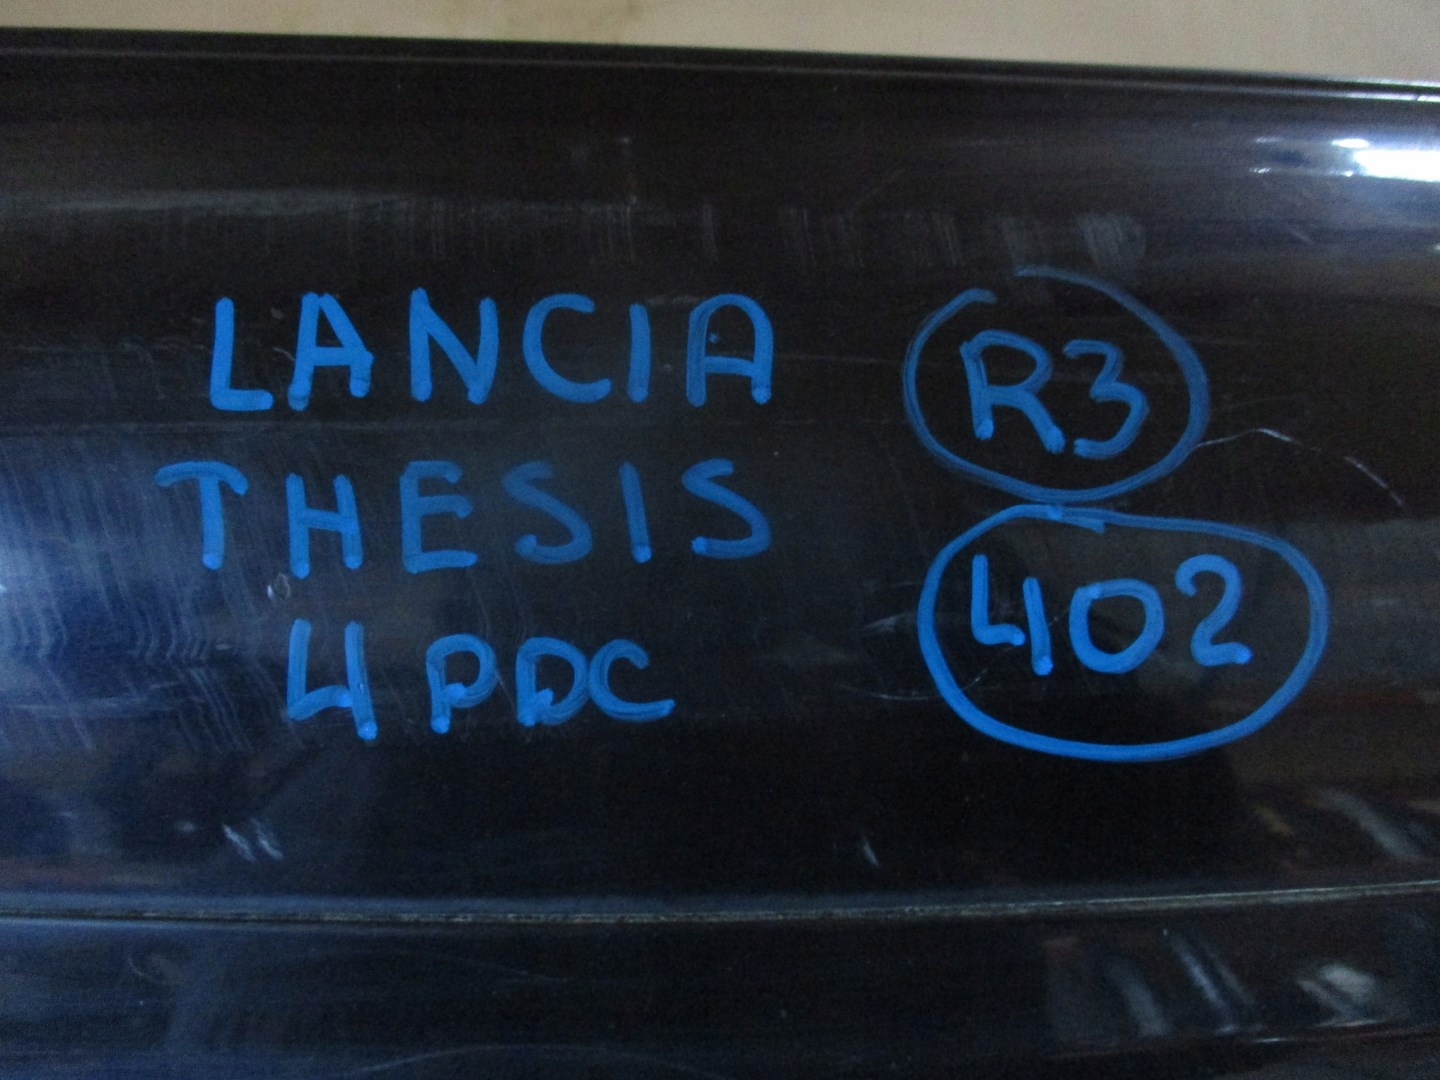 LANCIA
THESIS
4 PDC
R3
402